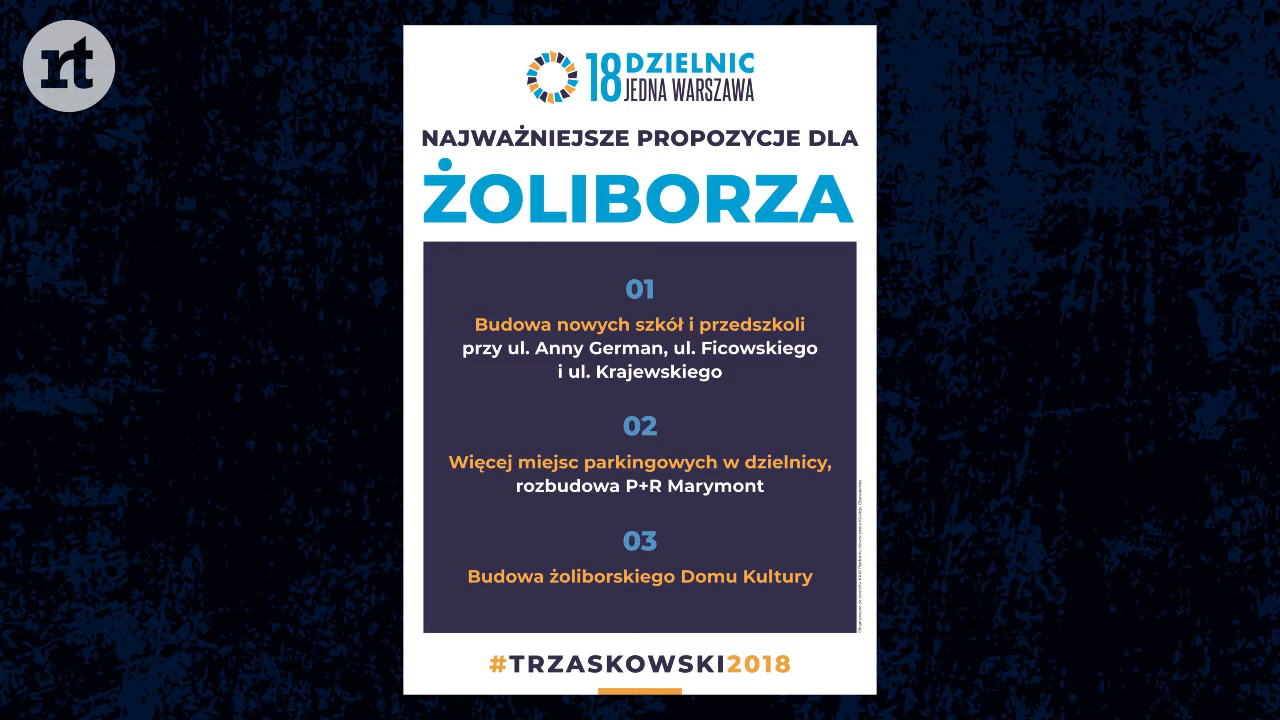 rt
18 DZIELNIC
JEDNA WARSZAWA
NAJWAŻNIEJSZE PROPOZYCJE DLA
ŻOLIBORZA
01
Budowa nowych szkół i przedszkoli
przy ul. Anny German, ul. Ficowskiego
i ul. Krajewskiego
02
Więcej miejsc parkingowych w dzielnicy,
rozbudowa P+R Marymont
03
Budowa żoliborskiego Domu Kultury
#TRZASKOWSKI2018